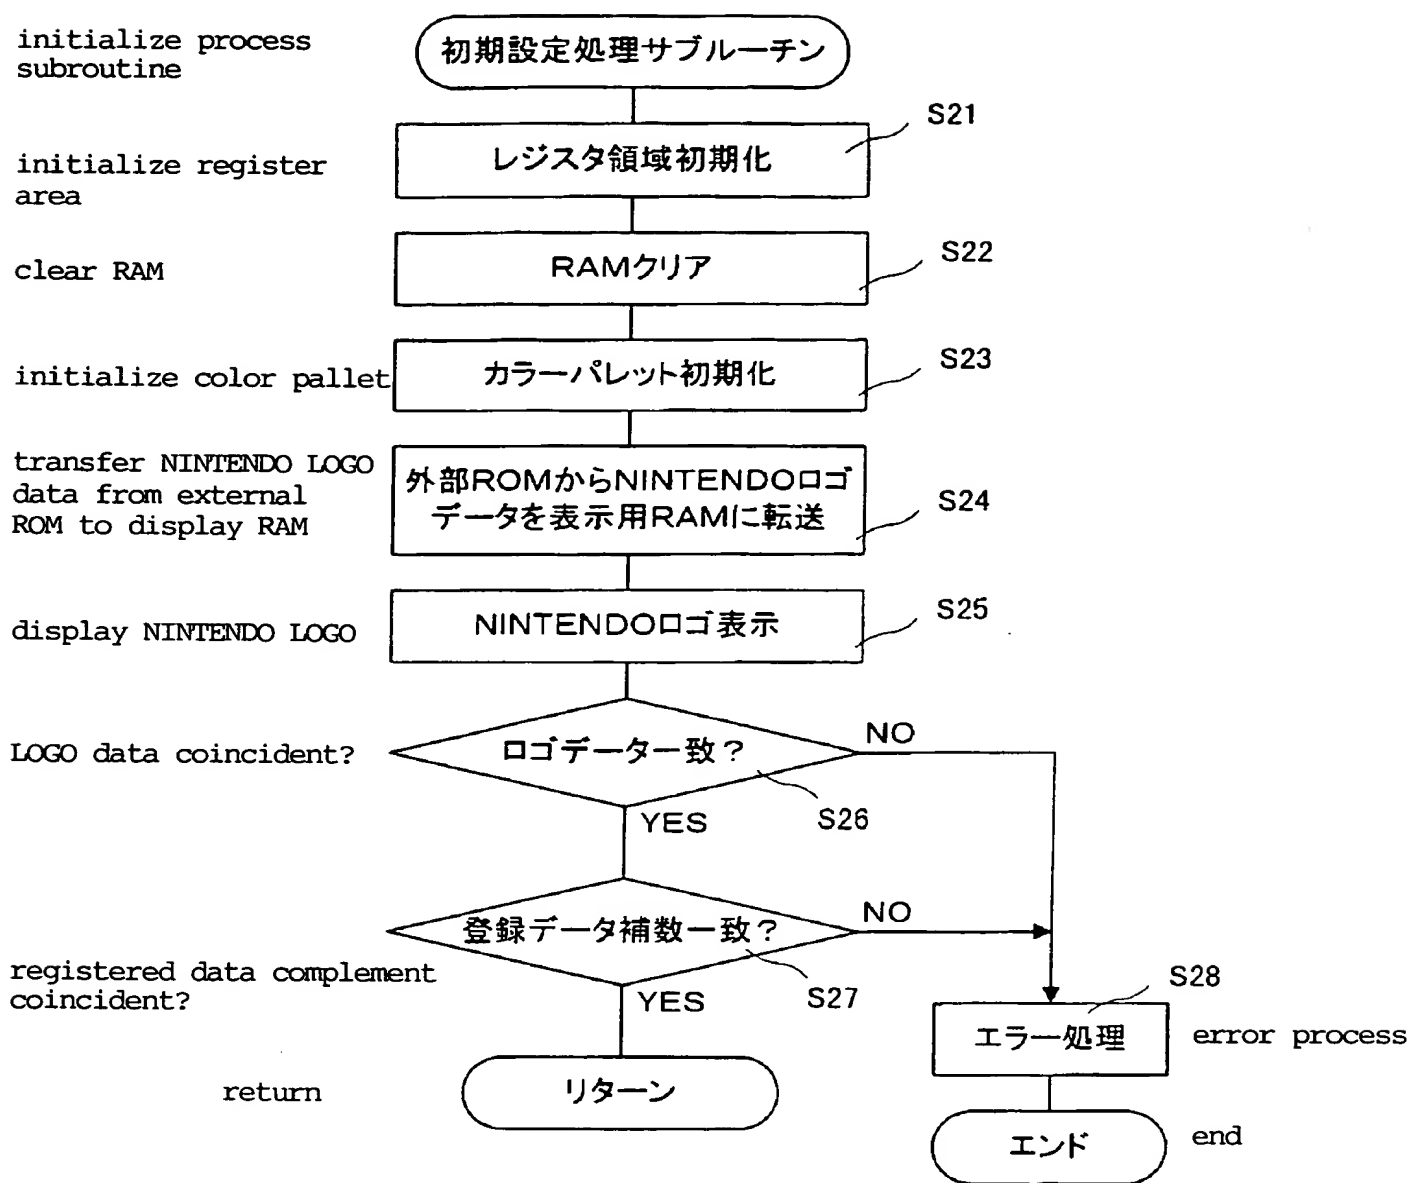 initialize process
subroutine
初期設定処理サブルーチン
S21
initialize register
area
レジスタ領域初期化
S22
clear RAM
RAMクリア
S23
initialize color pallet
カラーパレット初期化
transfer NINTENDO LOGO
data from external
ROM to display RAM
外部ROMからNINTENDOロゴ
データを表示用RAMに転送
S24
S25
display NINTENDO LOGO
NINTENDOロゴ表示
LOGO data coincident?
ロゴデータ一致？
NO
S26
YES
登録データ補数一致？
NO
registered data complement
coincident?
S27
YES
S28
エラー処理
error process
return
リターン
エンド
end